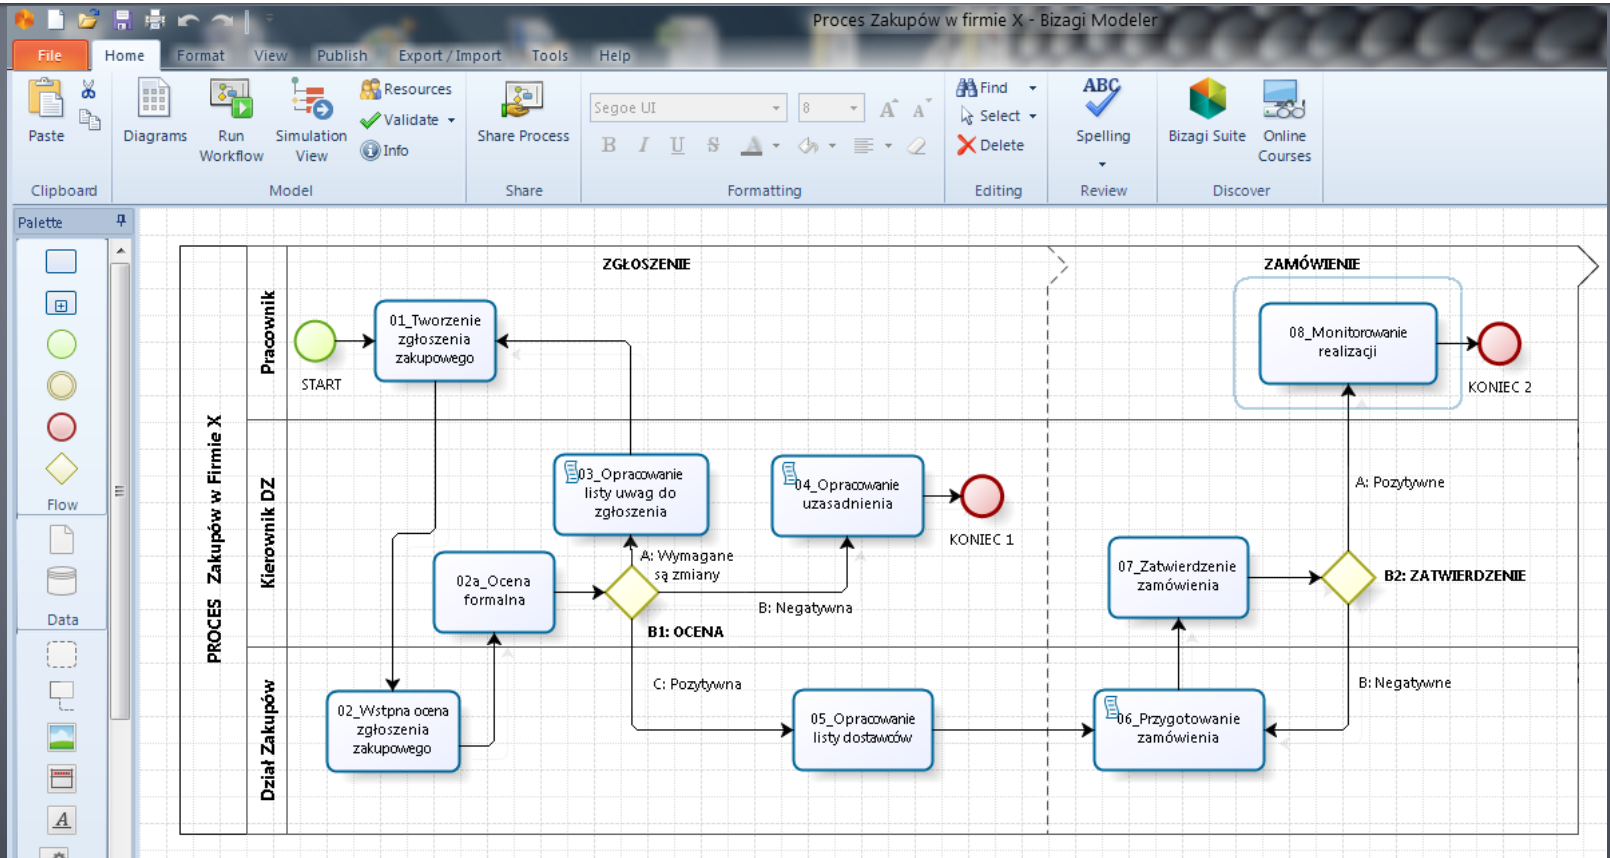 Proces Zakupów w firmie X - Bizagi Modeler
File Home Format View Publish Export / Import Tools Help
Paste
Clipboard
Diagrams
Run
Workflow
Simulation
View
Resources
Validate
Info
Model
Share Process
Share
Segoe UI 8 A A
B I U S A
Formatting
Find
Select
Delete
Editing
ABC
Spelling
Review
Bizagi Suite
Online
Courses
Discover
Palette
Flow
Data
A
PROCES Zakupów w Firmie X
ZGŁOSZENIE
ZAMÓWIENIE
Pracownik
START
01_Tworzenie
zgłoszenia
zakupowego
08_Monitorowanie
realizacji
KONIEC 2
Kierownik DZ
03_Opracowanie
listy uwag do
zgłoszenia
04_Opracowanie
uzasadnienia
KONIEC 1
A: Pozytywne
A: Wymagane
są zmiany
02a_Ocena
formalna
B: Negatywna
B1: OCENA
07_Zatwierdzenie
zamówienia
B2: ZATWIERDZENIE
Dział Zakupów
C: Pozytywna
B: Negatywne
02_Wstpna ocena
zgłoszenia
zakupowego
05_Opracowanie
listy dostawców
06_Przygotowanie
zamówienia